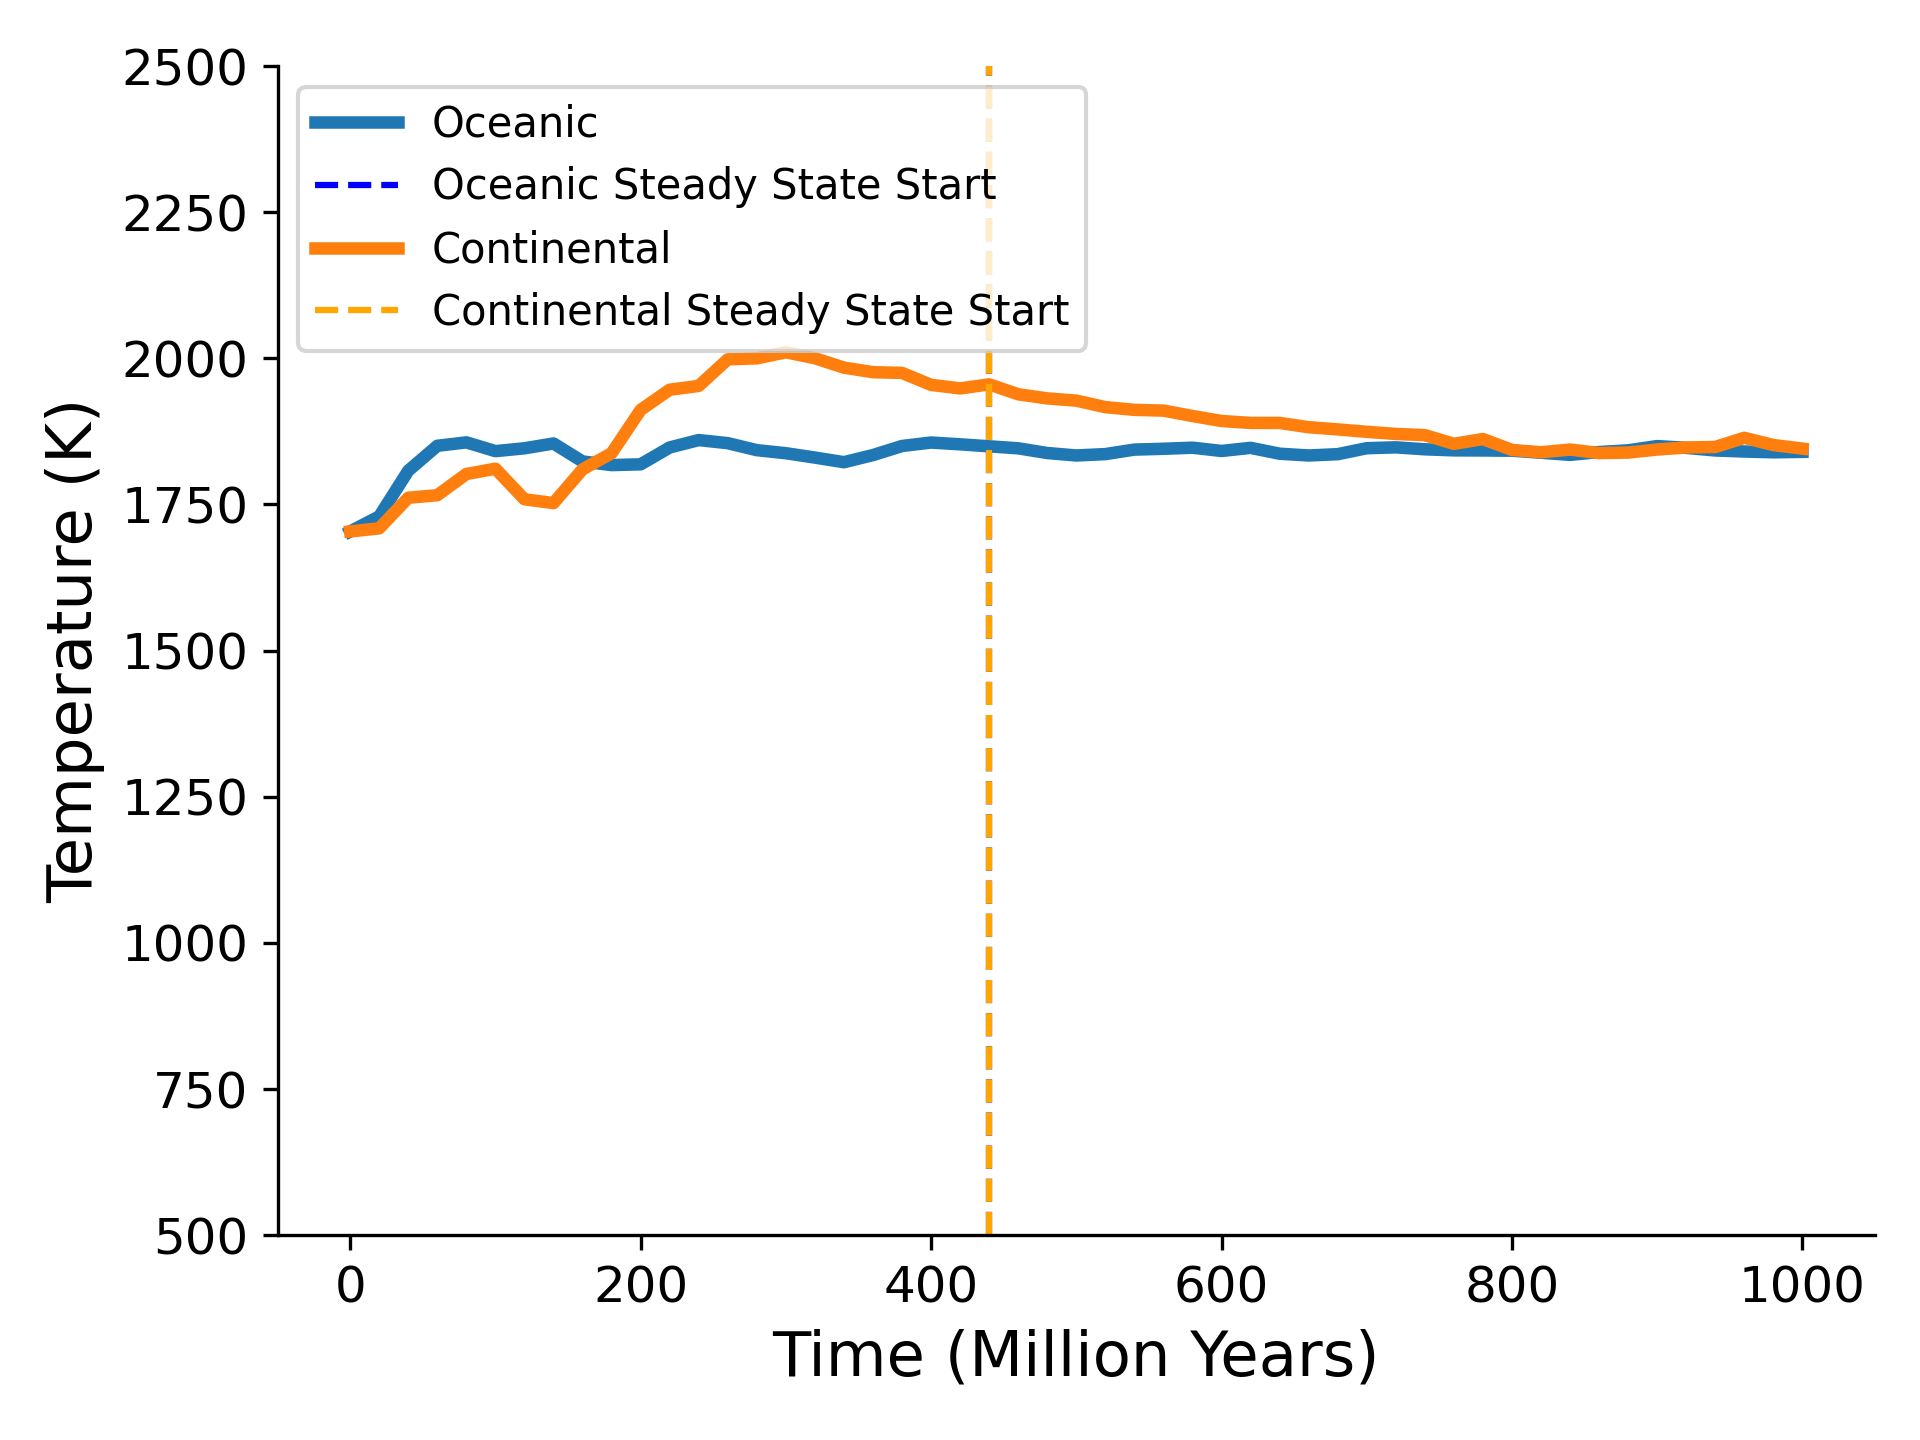 2500
2250
2000
1750
1500
1250
1000
750
500
Temperature (K)
Oceanic
Oceanic Steady State Start
Continental
Continental Steady State Start
0 200 400 600 800 1000
Time (Million Years)